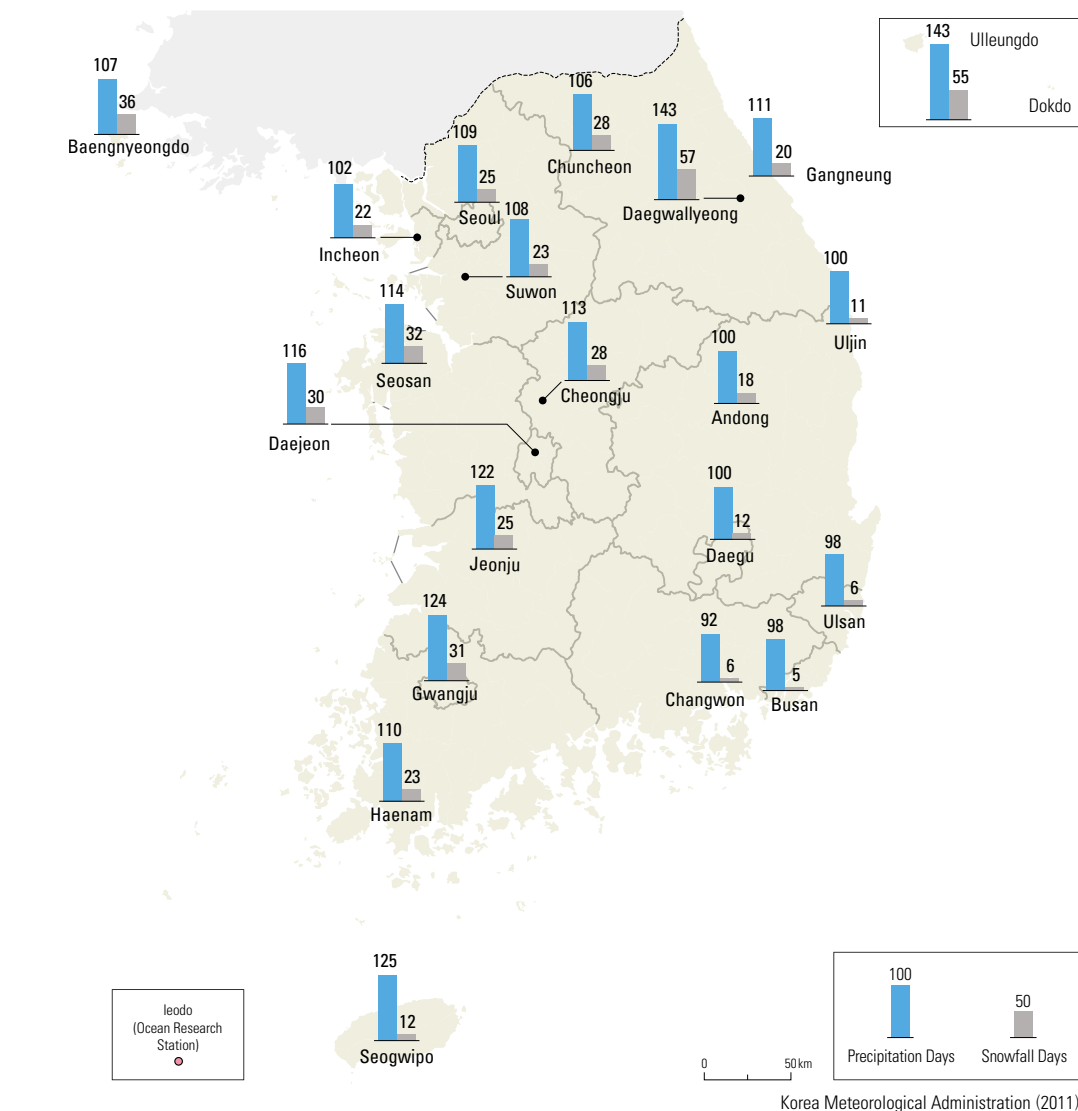 107
36
Baengnyeongdo
109
25
Seoul
106
28
Chuncheon
143
57
Daegwallyeong
111
20
Gangneung
143
55
Ulleungdo
Dokdo
102
22
Incheon
108
23
Suwon
100
11
Uljin
114
32
Seosan
113
28
Cheongju
100
18
Andong
116
30
Daejeon
122
25
Jeonju
100
12
Daegu
98
6
Ulsan
124
31
Gwangju
92
6
Changwon
98
5
Busan
110
23
Haenam
125
12
Seogwipo
Ieodo
(Ocean Research
Station)
0 50 km
100
50
Precipitation Days Snowfall Days
Korea Meteorological Administration (2011)